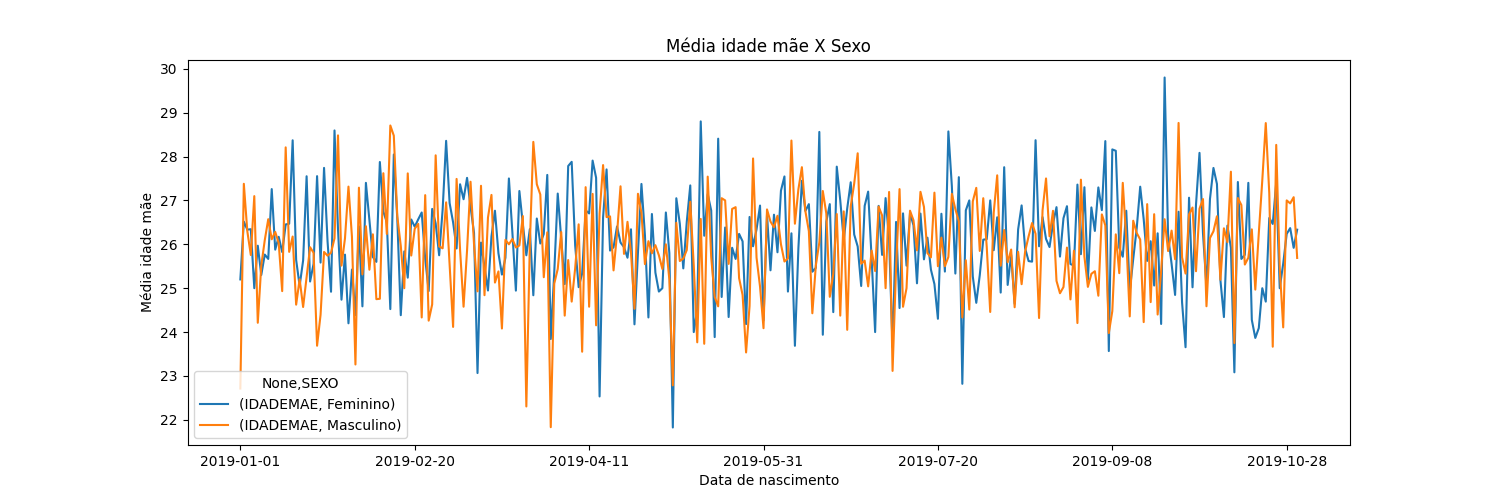 Média idade mãe X Sexo
Média idade mãe
30
29
28
27
26
25
24
23
22
None,SEXO
(IDADEMAE, Feminino)
(IDADEMAE, Masculino)
2019-01-01 2019-02-20 2019-04-11 2019-05-31 2019-07-20 2019-09-08 2019-10-28
Data de nascimento